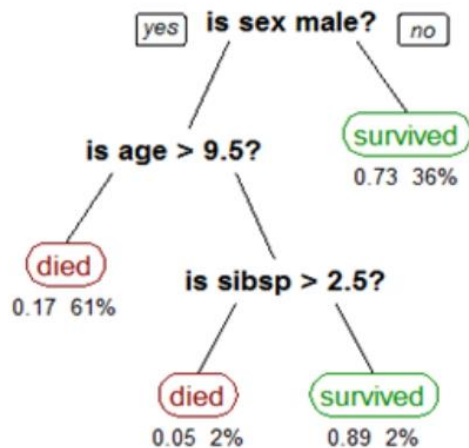 yes is sex male? no
survived
0.73 36%
is age > 9.5?
died
0.17 61%
is sibsp > 2.5?
died survived
0.05 2% 0.89 2%